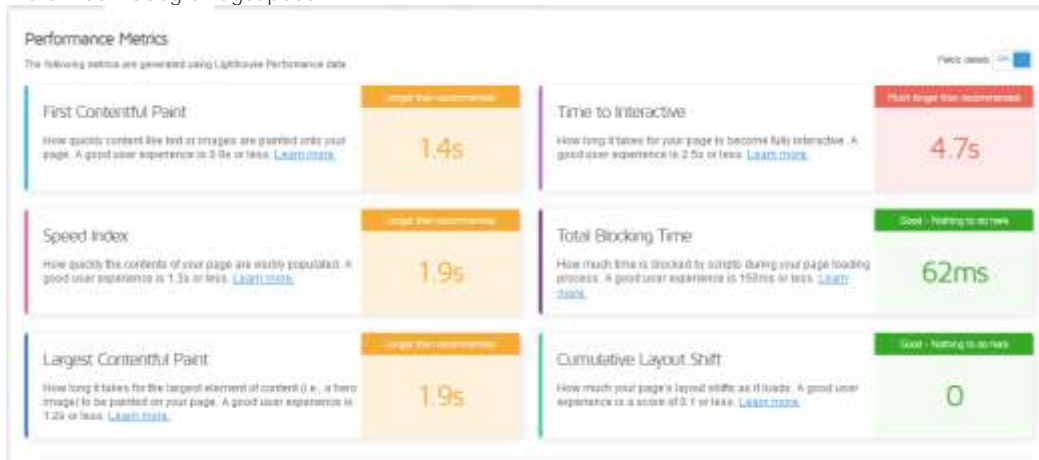 Performance Metrics
The following metrics are generated using Lighthouse Performance data
Metric details
First Contentful Paint
How quickly content like text or images are painted onto your
page. A good user experience is 0.9s or less. Learn more.
Longer than recommended
1.4s
Time to Interactive
How long it takes for your page to become fully interactive. A
good user experience is 2.5s or less. Learn more.
Much longer than recommended
4.7s
Speed Index
How quickly the contents of your page are visibly populated. A
good user experience is 1.3s or less. Learn more.
Longer than recommended
1.9s
Total Blocking Time
How much time is blocked by scripts during your page loading
process. A good user experience is 150ms or less. Learn
more.
Good - Nothing to do here
62ms
Largest Contentful Paint
How long it takes for the largest element of content (i.e., a hero
image) to be painted on your page. A good user experience is
1.2s or less. Learn more.
Longer than recommended
1.9s
Cumulative Layout Shift
How much your page's layout shifts as it loads. A good user
experience is a score of 0.1 or less. Learn more.
Good - Nothing to do here
0